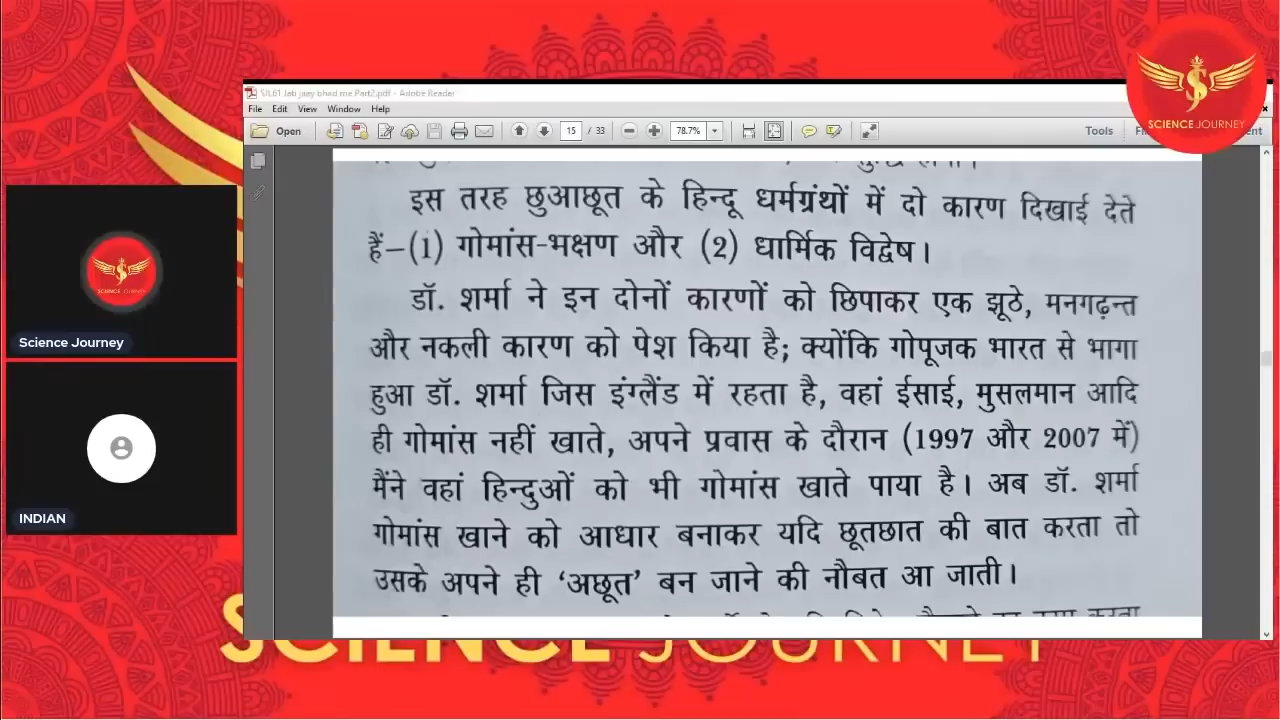 SCIENCE JOURNEY
File Edit View Window Help
Open 15 / 33 78.7% Tools
इस तरह छुआछूत के हिन्दू धर्मग्रंथों में दो कारण दिखाई देते
हैं–(1) गोमांस-भक्षण और (2) धार्मिक विद्वेष।
डॉ. शर्मा ने इन दोनों कारणों को छिपाकर एक झूठे, मनगढ़न्त
और नकली कारण को पेश किया है; क्योंकि गोपूजक भारत से भागा
हुआ डॉ. शर्मा जिस इंग्लैंड में रहता है, वहां ईसाई, मुसलमान आदि
ही गोमांस नहीं खाते, अपने प्रवास के दौरान (1997 और 2007 में)
मैंने वहां हिन्दुओं को भी गोमांस खाते पाया है। अब डॉ. शर्मा
गोमांस खाने को आधार बनाकर यदि छूतछात की बात करता तो
उसके अपने ही ‘अछूत’ बन जाने की नौबत आ जाती।
Science Journey
INDIAN
SCIENCE JOURNEY